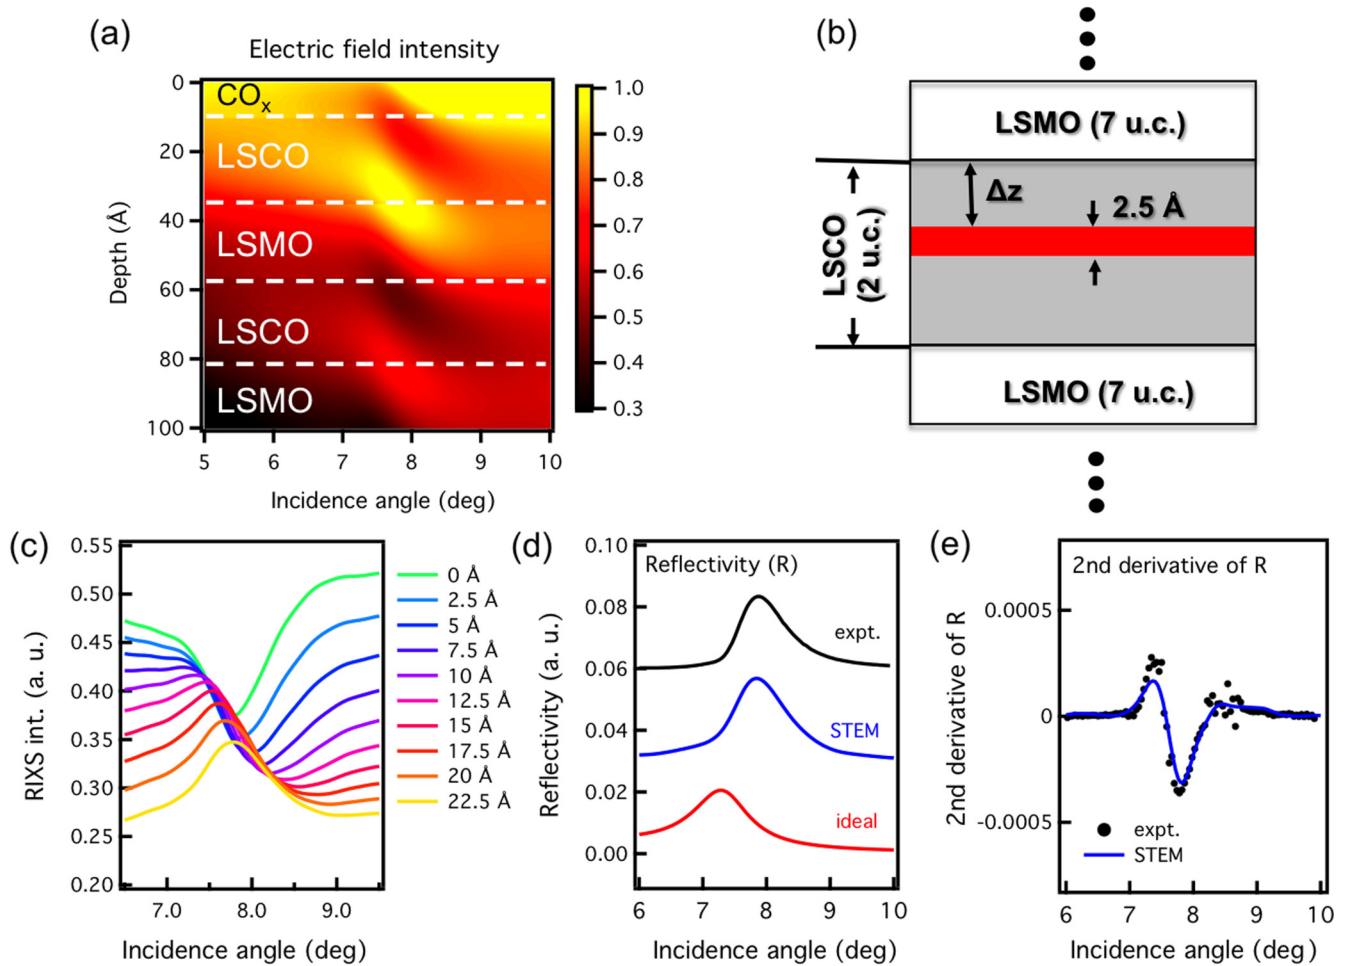 (a)
Electric field intensity
0
20
40
60
80
100
Depth (Å)
COx
LSCO
LSMO
LSCO
LSMO
5
6
7
8
9
10
Incidence angle (deg)
1.0
0.9
0.8
0.7
0.6
0.5
0.4
0.3
(b)
LSMO (7 u.c.)
Δz
2.5 Å
LSCO
(2 u.c.)
LSMO (7 u.c.)
(c)
0.55
0.50
0.45
0.40
0.35
0.30
0.25
0.20
RIXS int. (a. u.)
7.0
8.0
9.0
Incidence angle (deg)
0 Å
2.5 Å
5 Å
7.5 Å
10 Å
12.5 Å
15 Å
17.5 Å
20 Å
22.5 Å
(d)
0.10
0.08
0.06
0.04
0.02
0.00
Reflectivity (a. u.)
Reflectivity (R)
expt.
STEM
ideal
6
7
8
9
10
Incidence angle (deg)
(e)
2nd derivative of R
0.0005
0
-0.0005
2nd derivative of R
expt.
STEM
6
7
8
9
10
Incidence angle (deg)